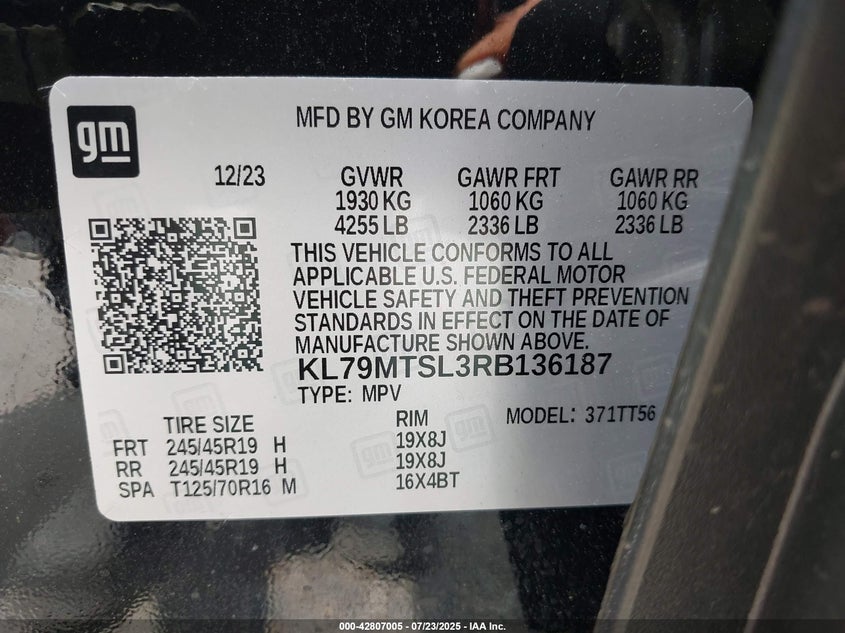 gm
MFD BY GM KOREA COMPANY
12/23 GVWR GAWR FRT GAWR RR
1930 KG 1060 KG 1060 KG
4255 LB 2336 LB 2336 LB
THIS VEHICLE CONFORMS TO ALL
APPLICABLE U.S. FEDERAL MOTOR
VEHICLE SAFETY AND THEFT PREVENTION
STANDARDS IN EFFECT ON THE DATE OF
MANUFACTURE SHOWN ABOVE.
KL79MTSL3RB136187
TYPE: MPV
TIRE SIZE RIM MODEL: 371TT56
FRT 245/45R19 H 19X8J
RR 245/45R19 H 19X8J
SPA T125/70R16 M 16X4BT
000-42807005 - 07/23/2025 - IAA Inc.